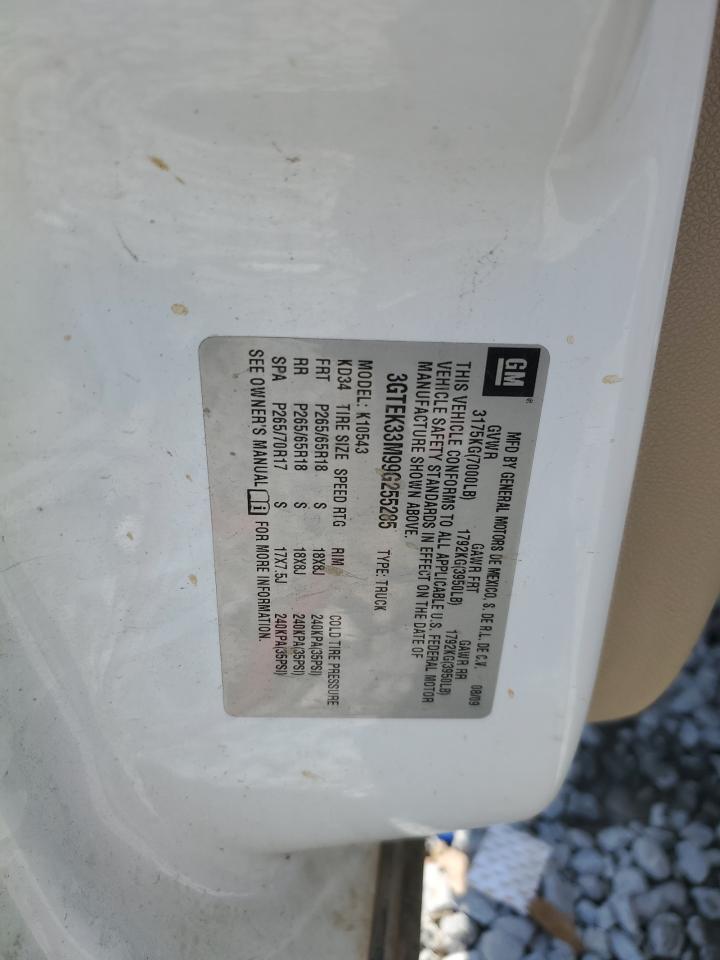 GM
®
MFD BY GENERAL MOTORS DE MEXICO, S. DE R.L. DE C.V. 08/09
GVWR GAWR FRT GAWR RR
3175KG(7000LB) 1792KG(3950LB) 1792KG(3950LB)
THIS VEHICLE CONFORMS TO ALL APPLICABLE U.S. FEDERAL MOTOR
VEHICLE SAFETY STANDARDS IN EFFECT ON THE DATE OF
MANUFACTURE SHOWN ABOVE.
3GTEK33M99G255285 TYPE: TRUCK
MODEL: K10543
KD34 TIRE SIZE SPEED RTG RIM COLD TIRE PRESSURE
FRT P265/65R18 S 18X8J 240KPA(35PSI)
RR P265/65R18 S 18X8J 240KPA(35PSI)
SPA P265/70R17 S 17X7.5J 240KPA(35PSI)
SEE OWNER'S MANUAL i FOR MORE INFORMATION.